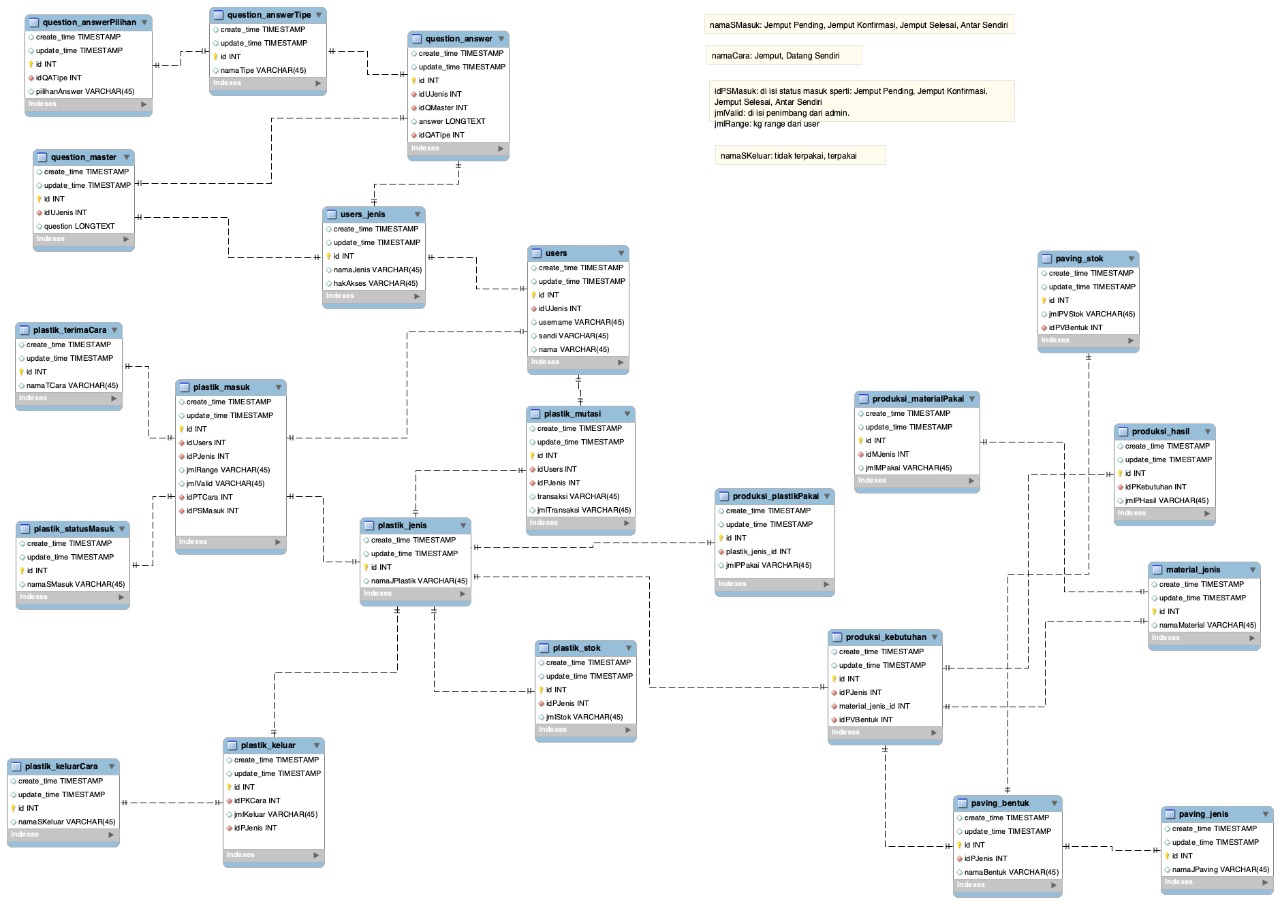 question_answerPilihan
create_time TIMESTAMP
update_time TIMESTAMP
id INT
idQATipe INT
pilihanAnswer VARCHAR(45)
Indexes
question_answerTipe
create_time TIMESTAMP
update_time TIMESTAMP
id INT
namaTipe VARCHAR(45)
Indexes
question_answer
create_time TIMESTAMP
update_time TIMESTAMP
id INT
idUJenis INT
idQMaster INT
answer LONGTEXT
idQATipe INT
Indexes
namaSMasuk: Jemput Pending, Jemput Konfirmasi, Jemput Selesai, Antar Sendiri
namaCara: Jemput, Datang Sendiri
idPSMasuk: di isi status masuk sperti: Jemput Pending, Jemput Konfirmasi,
Jemput Selesai, Antar Sendiri
jmlValid: di isi penimbang dari admin.
jmlRange: kg range dari user
namaSKeluar: tidak terpakai, terpakai
question_master
create_time TIMESTAMP
update_time TIMESTAMP
id INT
idUJenis INT
question LONGTEXT
Indexes
users_jenis
create_time TIMESTAMP
update_time TIMESTAMP
id INT
namaJenis VARCHAR(45)
hakAkses VARCHAR(45)
Indexes
users
create_time TIMESTAMP
update_time TIMESTAMP
id INT
idUJenis INT
username VARCHAR(45)
sandi VARCHAR(45)
nama VARCHAR(45)
Indexes
paving_stok
create_time TIMESTAMP
update_time TIMESTAMP
id INT
jmlPVStok VARCHAR(45)
idPVBentuk INT
Indexes
plastik_terimaCara
create_time TIMESTAMP
update_time TIMESTAMP
id INT
namaTCara VARCHAR(45)
Indexes
plastik_masuk
create_time TIMESTAMP
update_time TIMESTAMP
id INT
idUsers INT
idPJenis INT
jmlRange VARCHAR(45)
jmlValid VARCHAR(45)
idPTCara INT
idPSMasuk INT
Indexes
plastik_mutasi
create_time TIMESTAMP
update_time TIMESTAMP
id INT
idUsers INT
idPJenis INT
transaksi VARCHAR(45)
jmlTransaksi VARCHAR(45)
Indexes
produksi_materialPakai
create_time TIMESTAMP
update_time TIMESTAMP
id INT
idMJenis INT
jmlMPakai VARCHAR(45)
Indexes
produksi_hasil
create_time TIMESTAMP
update_time TIMESTAMP
id INT
idPKebutuhan INT
jmlPHasil VARCHAR(45)
Indexes
plastik_statusMasuk
create_time TIMESTAMP
update_time TIMESTAMP
id INT
namaSMasuk VARCHAR(45)
Indexes
plastik_jenis
create_time TIMESTAMP
update_time TIMESTAMP
id INT
namaJPlastik VARCHAR(45)
Indexes
produksi_plastikPakai
create_time TIMESTAMP
update_time TIMESTAMP
id INT
plastik_jenis_id INT
jmlPPakai VARCHAR(45)
Indexes
material_jenis
create_time TIMESTAMP
update_time TIMESTAMP
id INT
namaMaterial VARCHAR(45)
Indexes
plastik_stok
create_time TIMESTAMP
update_time TIMESTAMP
id INT
idPJenis INT
jmlStok VARCHAR(45)
Indexes
produksi_kebutuhan
create_time TIMESTAMP
update_time TIMESTAMP
id INT
idPJenis INT
material_jenis_id INT
idPVBentuk INT
Indexes
plastik_keluarCara
create_time TIMESTAMP
update_time TIMESTAMP
id INT
namaSKeluar VARCHAR(45)
Indexes
plastik_keluar
create_time TIMESTAMP
update_time TIMESTAMP
id INT
idPKCara INT
jmlKeluar VARCHAR(45)
idPJenis INT
Indexes
paving_bentuk
create_time TIMESTAMP
update_time TIMESTAMP
id INT
idPJenis INT
namaBentuk VARCHAR(45)
Indexes
paving_jenis
create_time TIMESTAMP
update_time TIMESTAMP
id INT
namaJPaving VARCHAR(45)
Indexes